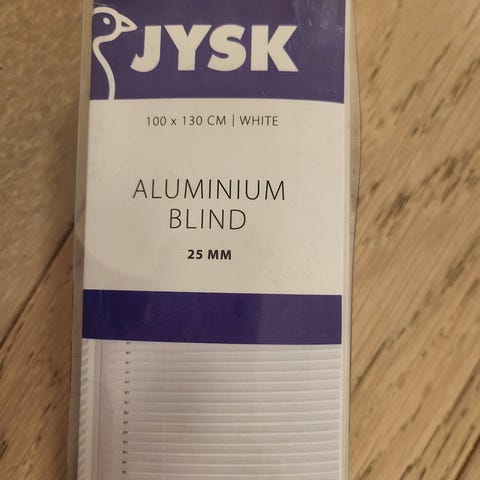 JYSK
100 x 130 CM | WHITE
ALUMINIUM
BLIND
25 MM